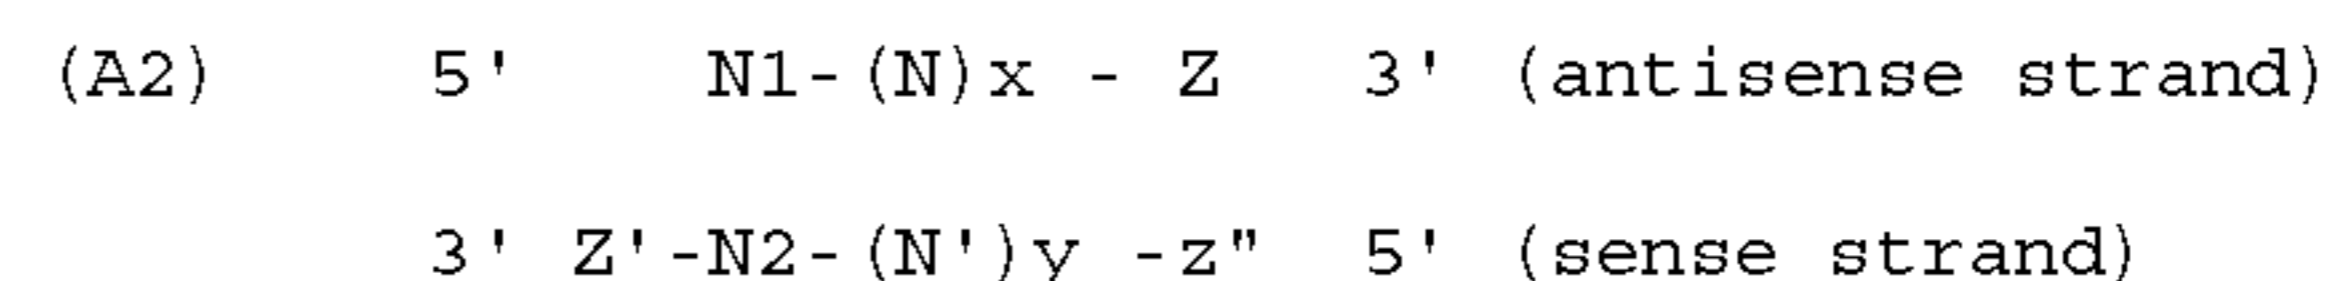 (A2) 5' N1-(N)x - Z 3' (antisense strand)
3' Z'-N2-(N')y -z" 5' (sense strand)